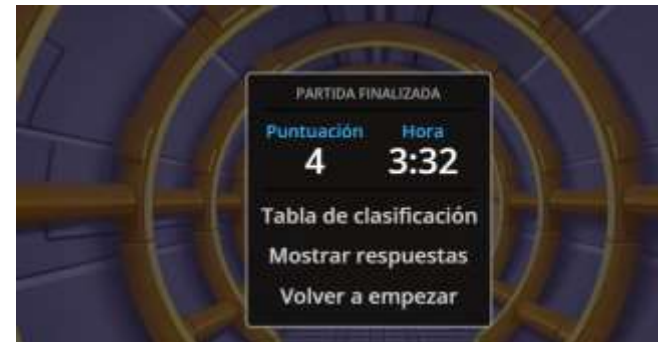 PARTIDA FINALIZADA
Puntuación Hora
4 3:32
Tabla de clasificación
Mostrar respuestas
Volver a empezar